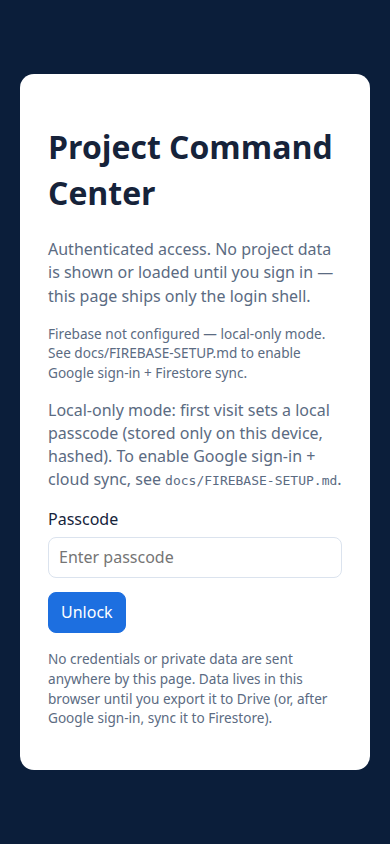 Project Command
Center
Authenticated access. No project data
is shown or loaded until you sign in —
this page ships only the login shell.
Firebase not configured — local-only mode.
See docs/FIREBASE-SETUP.md to enable
Google sign-in + Firestore sync.
Local-only mode: first visit sets a local
passcode (stored only on this device,
hashed). To enable Google sign-in +
cloud sync, see docs/FIREBASE-SETUP.md.
Passcode
Enter passcode
Unlock
No credentials or private data are sent
anywhere by this page. Data lives in this
browser until you export it to Drive (or, after
Google sign-in, sync it to Firestore).